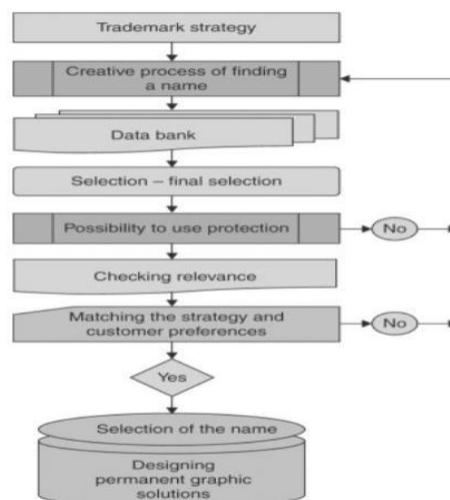 Trademark strategy
Creative process of finding
a name
Data bank
Selection – final selection
Possibility to use protection
No
Checking relevance
Matching the strategy and
customer preferences
No
Yes
Selection of the name
Designing
permanent graphic
solutions